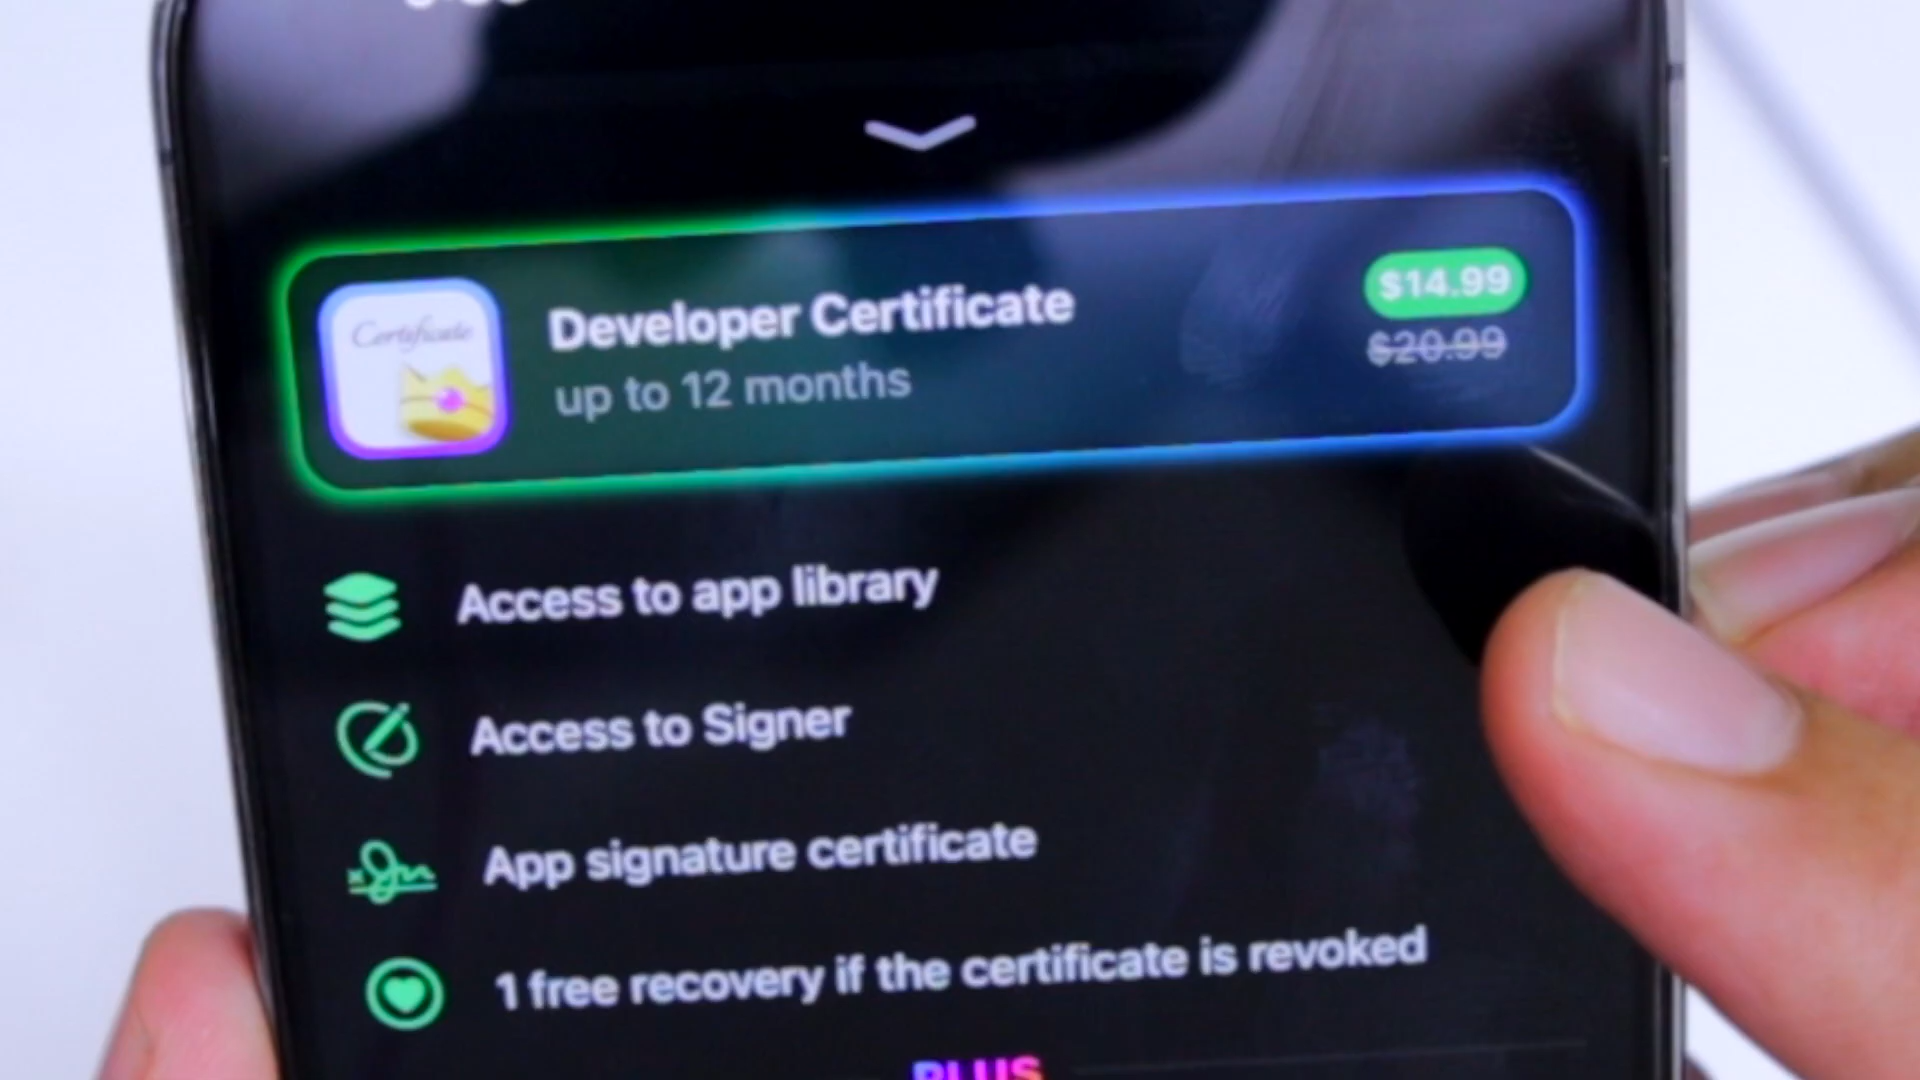 Certificate
Developer Certificate
up to 12 months
$14.99
$20.99
Access to app library
Access to Signer
App signature certificate
1 free recovery if the certificate is revoked
PLUS